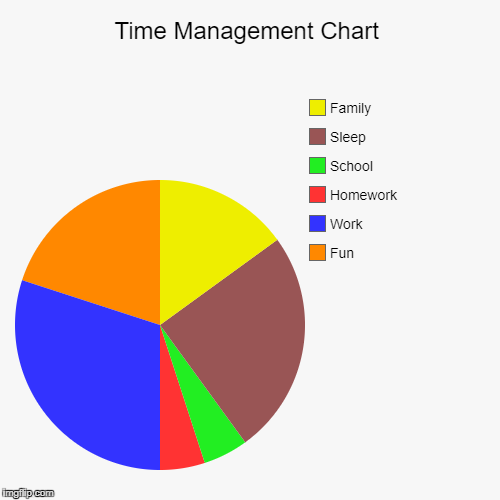 Time Management Chart
Family
Sleep
School
Homework
Work
Fun
imgflip.com